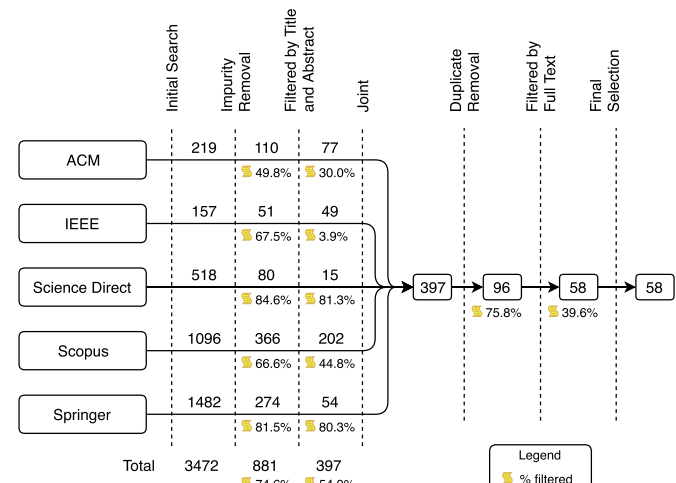 Initial Search
Impurity
Removal
Filtered by Title
and Abstract
Joint
Duplicate
Removal
Filtered by
Full Text
Final
Selection
ACM
219
110
77
49.8%
30.0%
IEEE
157
51
49
67.5%
3.9%
Science Direct
518
80
15
84.6%
81.3%
397
96
58
58
75.8%
39.6%
Scopus
1096
366
202
66.6%
44.8%
Springer
1482
274
54
81.5%
80.3%
Total
3472
881
397
Legend
% filtered